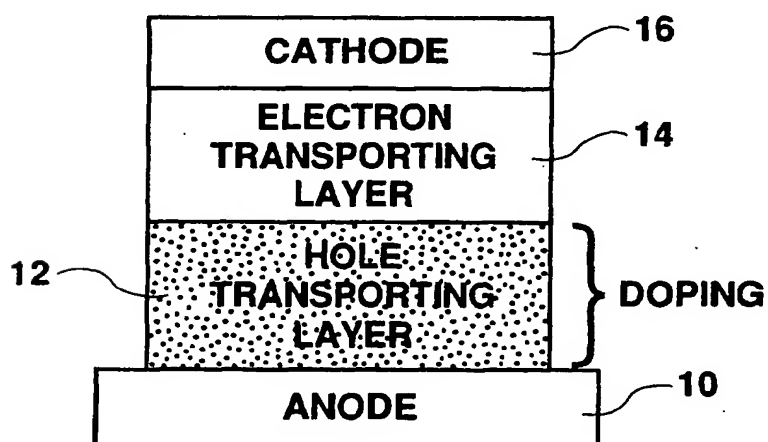 CATHODE
16
ELECTRON
TRANSPORTING
LAYER
14
HOLE
TRANSPORTING
LAYER
12
DOPING
ANODE
10